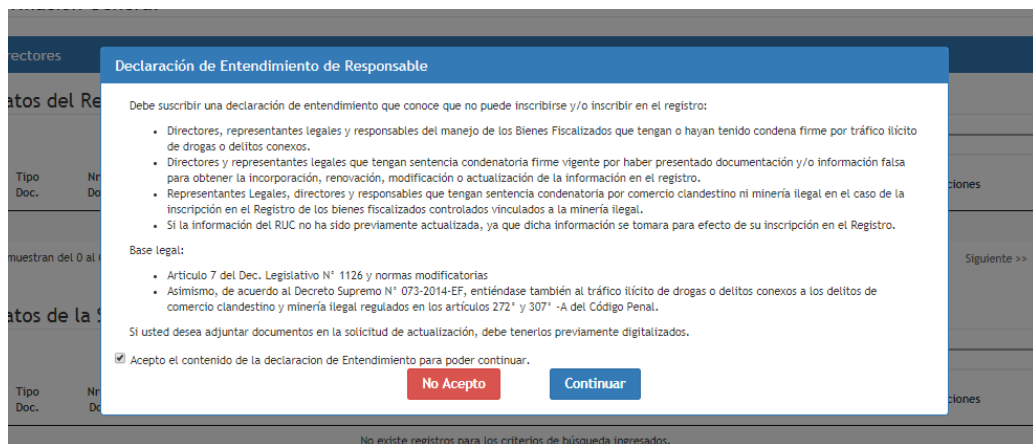 rectores
Declaración de Entendimiento de Responsable
Debe suscribir una declaración de entendimiento que conoce que no puede inscribirse y/o inscribir en el registro:
• Directores, representantes legales y responsables del manejo de los Bienes Fiscalizados que tengan o hayan tenido condena firme por tráfico ilícito
de drogas o delitos conexos.
• Directores y representantes legales que tengan sentencia condenatoria firme vigente por haber presentado documentación y/o información falsa
para obtener la incorporación, renovación, modificación o actualización de la información en el registro.
• Representantes Legales, directores y responsables que tengan sentencia condenatoria por comercio clandestino ni minería ilegal en el caso de la
inscripción en el Registro de los bienes fiscalizados controlados vinculados a la minería ilegal.
• Si la información del RUC no ha sido previamente actualizada, ya que dicha información se tomara para efecto de su inscripción en el Registro.
Base legal:
• Articulo 7 del Dec. Legislativo N° 1126 y normas modificatorias
• Asimismo, de acuerdo al Decreto Supremo N° 073-2014-EF, entiéndase también al tráfico ilícito de drogas o delitos conexos a los delitos de
comercio clandestino y minería ilegal regulados en los artículos 272° y 307° -A del Código Penal.
Si usted desea adjuntar documentos en la solicitud de actualización, debe tenerlos previamente digitalizados.
Acepto el contenido de la declaracion de Entendimiento para poder continuar.
No Acepto Continuar
atos del Re
Tipo Nr
Doc. Do
ciones
muestran del 0 al
Siguiente >>
atos de la S
Tipo Nr
Doc. Do
ciones
No existe registros para los criterios de búsqueda ingresados.